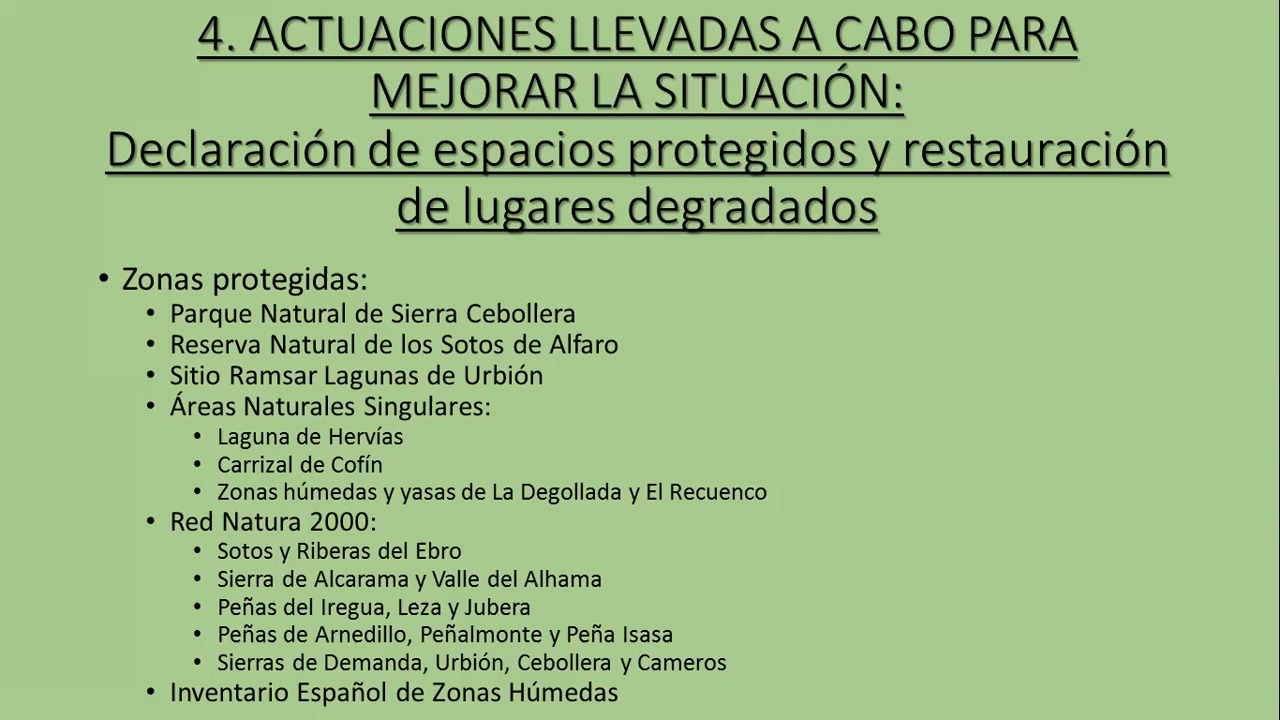 4. ACTUACIONES LLEVADAS A CABO PARA
MEJORAR LA SITUACIÓN:
Declaración de espacios protegidos y restauración
de lugares degradados
• Zonas protegidas:
• Parque Natural de Sierra Cebollera
• Reserva Natural de los Sotos de Alfaro
• Sitio Ramsar Lagunas de Urbión
• Áreas Naturales Singulares:
• Laguna de Hervías
• Carrizal de Cofín
• Zonas húmedas y yasas de La Degollada y El Recuenco
• Red Natura 2000:
• Sotos y Riberas del Ebro
• Sierra de Alcarama y Valle del Alhama
• Peñas del Iregua, Leza y Jubera
• Peñas de Arnedillo, Peñalmonte y Peña Isasa
• Sierras de Demanda, Urbión, Cebollera y Cameros
• Inventario Español de Zonas Húmedas